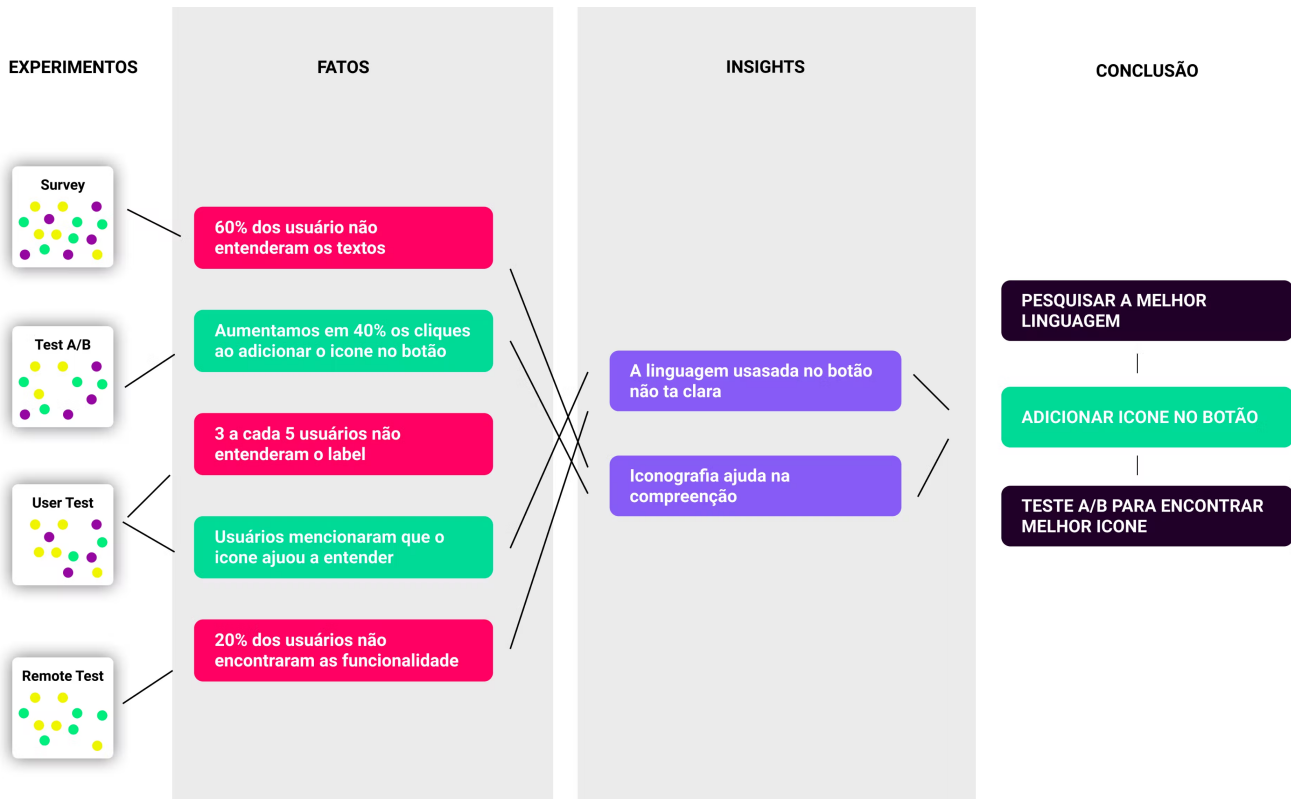 EXPERIMENTOS
FATOS
INSIGHTS
CONCLUSÃO
Survey
Test A/B
User Test
Remote Test
60% dos usuário não
entenderam os textos
Aumentamos em 40% os cliques
ao adicionar o icone no botão
3 a cada 5 usuários não
entenderam o label
Usuários mencionaram que o
icone ajuou a entender
20% dos usuários não
encontraram as funcionalidade
A linguagem usasada no botão
não ta clara
Iconografia ajuda na
compreenção
PESQUISAR A MELHOR
LINGUAGEM
ADICIONAR ICONE NO BOTÃO
TESTE A/B PARA ENCONTRAR
MELHOR ICONE